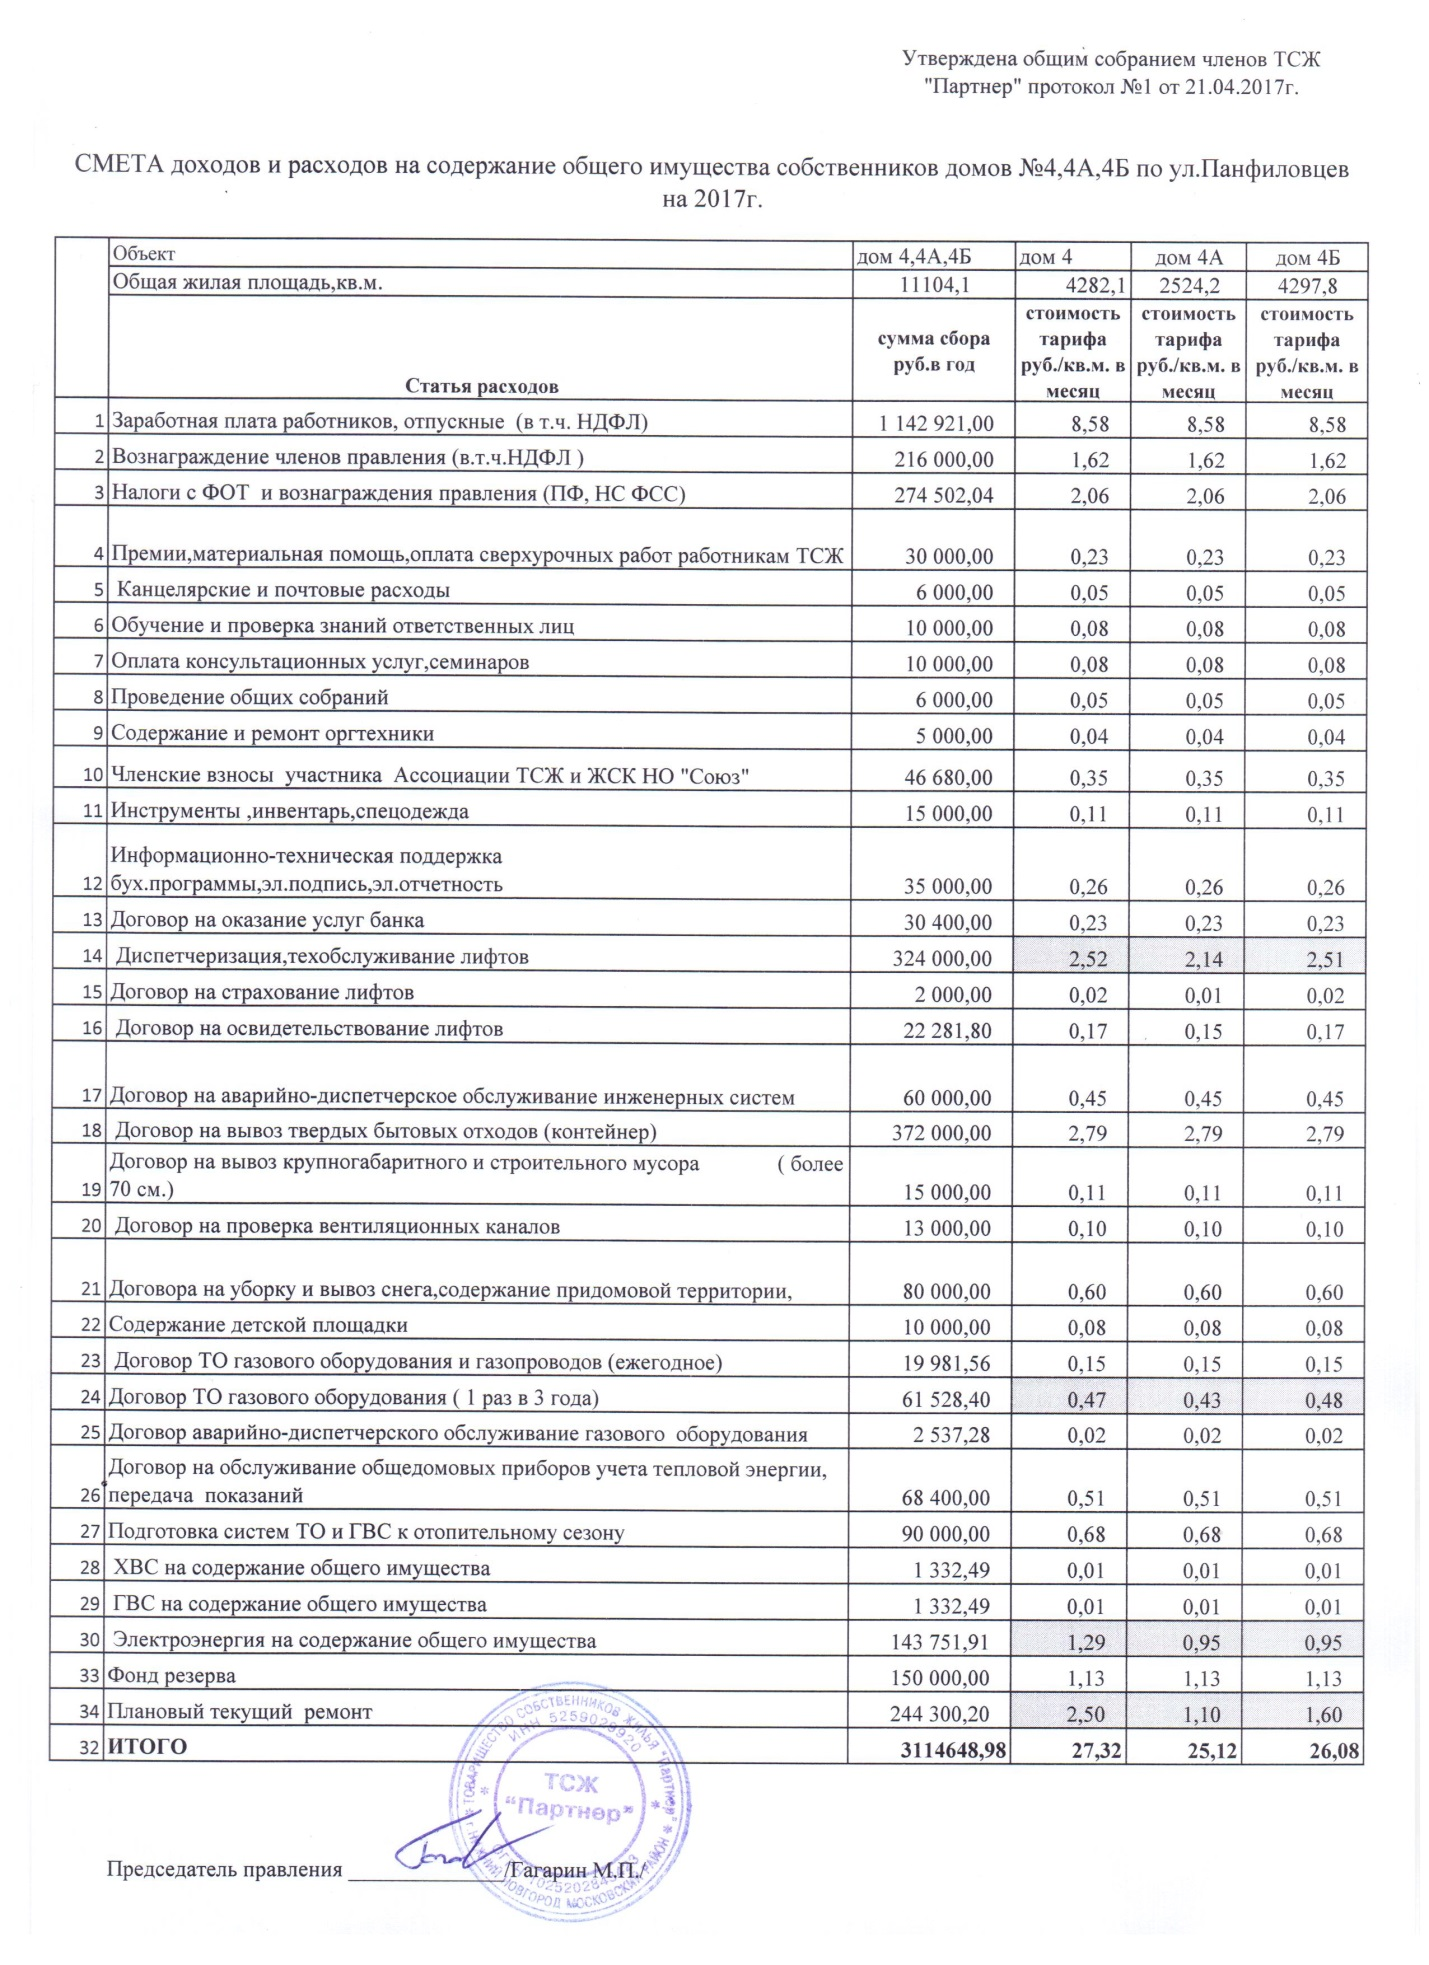 Утверждена общим собранием членов ТСЖ
"Партнер" протокол №1 от 21.04.2017г.
СМЕТА доходов и расходов на содержание общего имущества собственников домов №4,4А,4Б по ул.Панфиловцев
на 2017г.
Объект дом 4,4А,4Б дом 4 дом 4А дом 4Б
Общая жилая площадь,кв.м. 11104,1 4282,1 2524,2 4297,8
Статья расходов сумма сбора руб.в год стоимость тарифа руб./кв.м. в месяц стоимость тарифа руб./кв.м. в месяц стоимость тарифа руб./кв.м. в месяц
1 Заработная плата работников, отпускные (в т.ч. НДФЛ) 1 142 921,00 8,58 8,58 8,58
2 Вознаграждение членов правления (в.т.ч.НДФЛ ) 216 000,00 1,62 1,62 1,62
3 Налоги с ФОТ и вознаграждения правления (ПФ, НС ФСС) 274 502,04 2,06 2,06 2,06
4 Премии,материальная помощь,оплата сверхурочных работ работникам ТСЖ 30 000,00 0,23 0,23 0,23
5 Канцелярские и почтовые расходы 6 000,00 0,05 0,05 0,05
6 Обучение и проверка знаний ответственных лиц 10 000,00 0,08 0,08 0,08
7 Оплата консультационных услуг,семинаров 10 000,00 0,08 0,08 0,08
8 Проведение общих собраний 6 000,00 0,05 0,05 0,05
9 Содержание и ремонт оргтехники 5 000,00 0,04 0,04 0,04
10 Членские взносы участника Ассоциации ТСЖ и ЖСК НО "Союз" 46 680,00 0,35 0,35 0,35
11 Инструменты ,инвентарь,спецодежда 15 000,00 0,11 0,11 0,11
Информационно-техническая поддержка
12 бух.программы,эл.подпись,эл.отчетность 35 000,00 0,26 0,26 0,26
13 Договор на оказание услуг банка 30 400,00 0,23 0,23 0,23
14 Диспетчеризация,техобслуживание лифтов 324 000,00 2,52 2,14 2,51
15 Договор на страхование лифтов 2 000,00 0,02 0,01 0,02
16 Договор на освидетельствование лифтов 22 281,80 0,17 0,15 0,17
17 Договор на аварийно-диспетчерское обслуживание инженерных систем 60 000,00 0,45 0,45 0,45
18 Договор на вывоз твердых бытовых отходов (контейнер) 372 000,00 2,79 2,79 2,79
Договор на вывоз крупногабаритного и строительного мусора ( более
19 70 см.) 15 000,00 0,11 0,11 0,11
20 Договор на проверка вентиляционных каналов 13 000,00 0,10 0,10 0,10
21 Договора на уборку и вывоз снега,содержание придомовой территории, 80 000,00 0,60 0,60 0,60
22 Содержание детской площадки 10 000,00 0,08 0,08 0,08
23 Договор ТО газового оборудования и газопроводов (ежегодное) 19 981,56 0,15 0,15 0,15
24 Договор ТО газового оборудования ( 1 раз в 3 года) 61 528,40 0,47 0,43 0,48
25 Договор аварийно-диспетчерского обслуживание газового оборудования 2 537,28 0,02 0,02 0,02
Договор на обслуживание общедомовых приборов учета тепловой энергии,
26 передача показаний 68 400,00 0,51 0,51 0,51
27 Подготовка систем ТО и ГВС к отопительному сезону 90 000,00 0,68 0,68 0,68
28 ХВС на содержание общего имущества 1 332,49 0,01 0,01 0,01
29 ГВС на содержание общего имущества 1 332,49 0,01 0,01 0,01
30 Электроэнергия на содержание общего имущества 143 751,91 1,29 0,95 0,95
33 Фонд резерва 150 000,00 1,13 1,13 1,13
34 Плановый текущий ремонт 244 300,20 2,50 1,10 1,60
32 ИТОГО 3114648,98 27,32 25,12 26,08
ТОВАРИЩЕСТВО СОБСТВЕННИКОВ ЖИЛЬЯ "Партнер"
ИНН 5259029920
ТСЖ
"Партнер"
г.НИЖНИЙ НОВГОРОД МОСКОВСКИЙ РАЙОН
Председатель правления /Гагарин М.П./